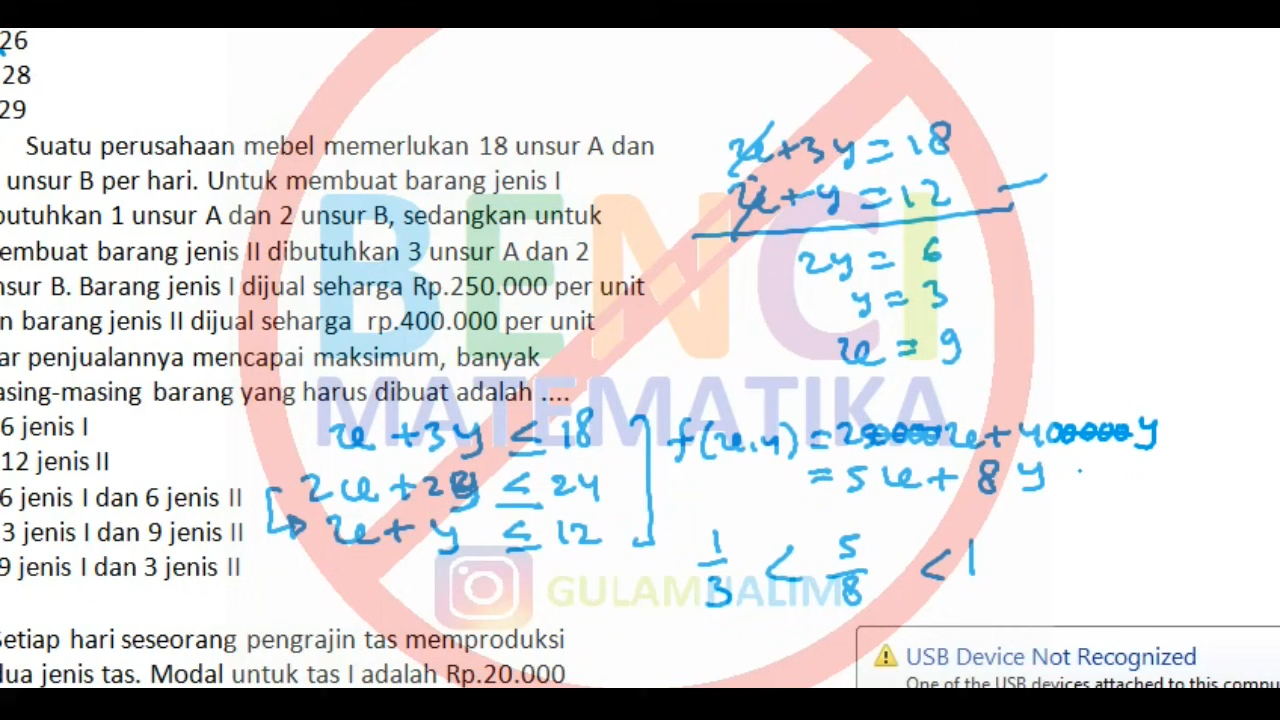 26
28
29
Suatu perusahaan mebel memerlukan 18 unsur A dan
unsur B per hari. Untuk membuat barang jenis I
butuhkan 1 unsur A dan 2 unsur B, sedangkan untuk
embuat barang jenis II dibutuhkan 3 unsur A dan 2
nsur B. Barang jenis I dijual seharga Rp.250.000 per unit
n barang jenis II dijual seharga rp.400.000 per unit
ar penjualannya mencapai maksimum, banyak
asing-masing barang yang harus dibuat adalah ....
6 jenis I
12 jenis II
6 jenis I dan 6 jenis II
3 jenis I dan 9 jenis II
9 jenis I dan 3 jenis II
Setiap hari seseorang pengrajin tas memproduksi
dua jenis tas. Modal untuk tas I adalah Rp.20.000
x + 3y = 18
x + y = 12
2y = 6
y = 3
x = 9
x + 3y ≤ 18
2x + 2y ≤ 24
x + y ≤ 12
= 5x + 8y
1/3 < 5/8 < 1
BENCI
MATEMATIKA
GULAMHALIM
USB Device Not Recognized
One of the USB devices attached to this compu